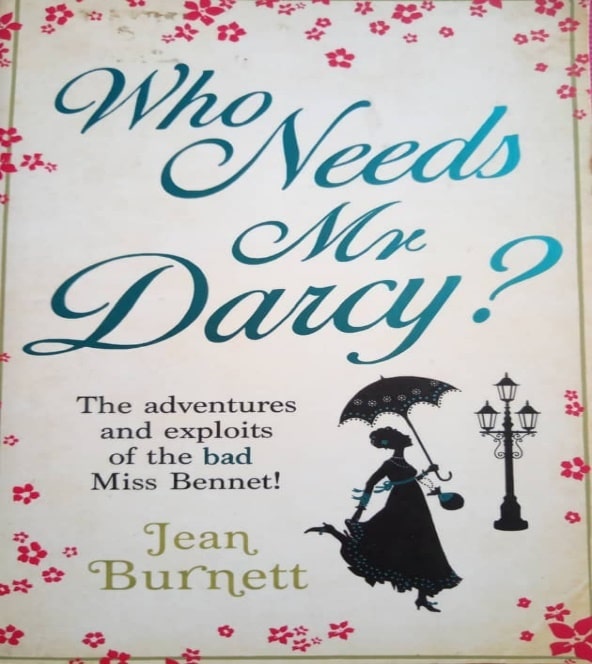 Who
Needs
Mr
Darcy?
The adventures
and exploits
of the bad
Miss Bennet!
Jean
Burnett